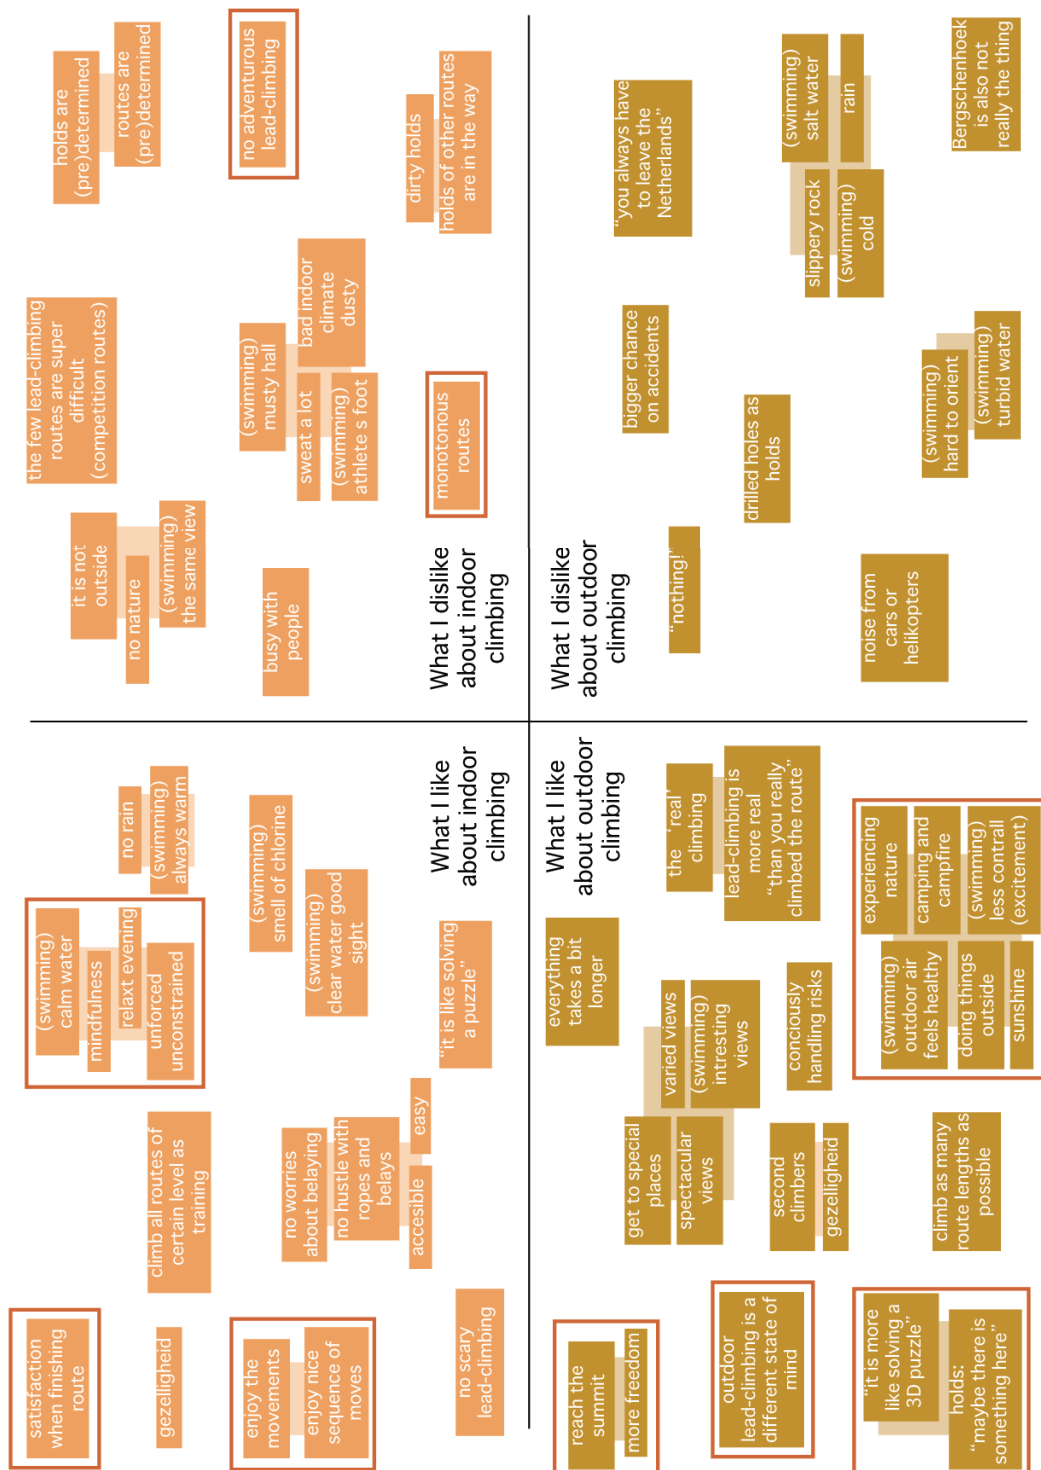 satisfaction
when finishing
route
gezelligheid
enjoy the
movements
enjoy nice
sequence of
moves
no scary
lead-climbing
climb all routes of
certain level as
training
no worries
about belaying
no hustle with
ropes and
belays
accesible
easy
(swimming)
calm water
mindfulness
relaxt evening
unforced
unconstrained
no rain
(swimming)
always warm
(swimming)
smell of chlorine
(swimming)
clear water good
sight
“it is like solving
a puzzle”
What I like
about indoor
climbing
it is not
outside
no nature
(swimming)
the same view
busy with
people
the few lead-climbing
routes are super
difficult
(competition routes)
(swimming)
musty hall
sweat a lot
bad indoor
climate
dusty
(swimming)
athlete s foot
monotonous
routes
holds are
(pre)determined
routes are
(pre)determined
no adventurous
lead-climbing
dirty holds
holds of other routes
are in the way
What I dislike
about indoor
climbing
What I like
about outdoor
climbing
reach the
summit
more freedom
outdoor
lead-climbing is a
different state of
mind
“it is more
like solving a
3D puzzle”
holds:
“maybe there is
something here”
get to special
places
spectacular
views
varied views
(swimming)
intresting
views
second
climbers
gezelligheid
climb as many
route lengths as
possible
everything
takes a bit
longer
conciously
handling risks
the ‘real’
climbing
lead-climbing is
more real
“than you really
climbed the route”
experiencing
nature
(swimming)
outdoor air
feels healthy
camping and
campfire
doing things
outside
(swimming)
less contrall
(excitement)
sunshine
What I dislike
about outdoor
climbing
“nothing!”
noise from
cars or
helikopters
bigger chance
on accidents
drilled holes as
holds
(swimming)
hard to orient
(swimming)
turbid water
“you always have
to leave the
Netherlands”
(swimming)
salt water
slippery rock
rain
(swimming)
cold
Bergschenhoek
is also not
really the thing